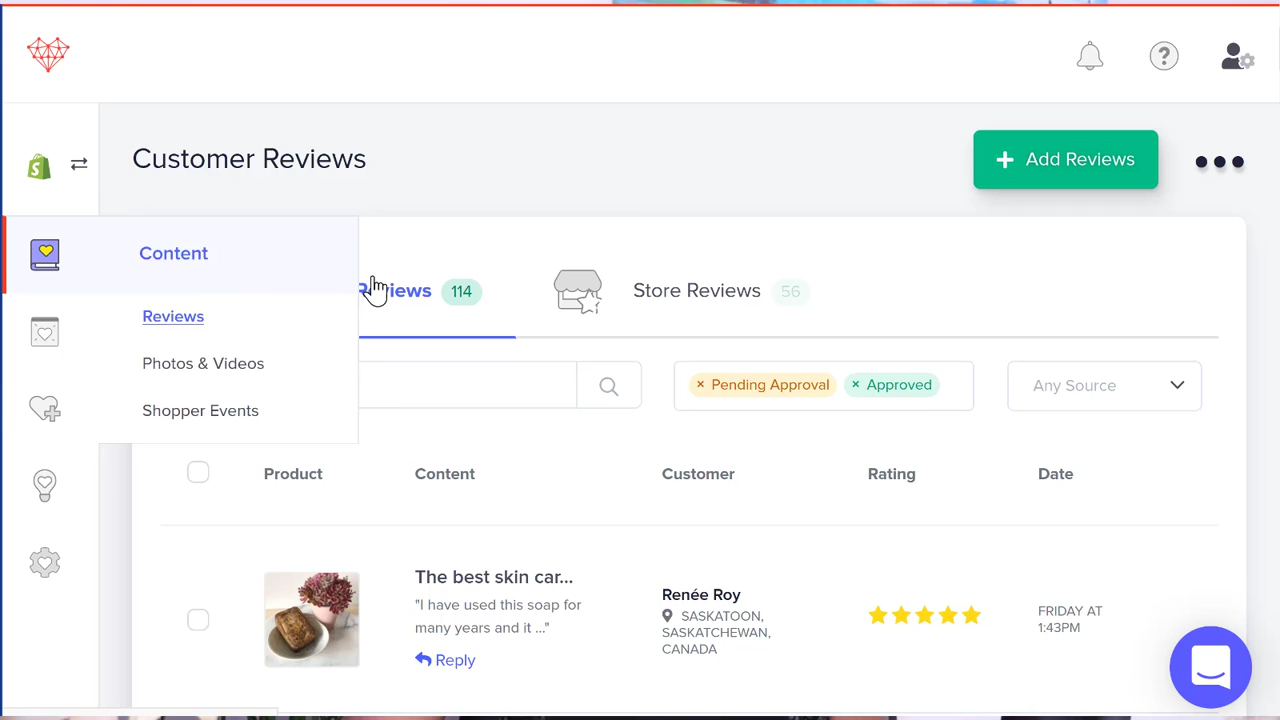 Customer Reviews
+ Add Reviews
Content
Reviews
Photos & Videos
Shopper Events
Reviews 114
Store Reviews 56
× Pending Approval × Approved
Any Source
Product Content Customer Rating Date
The best skin car...
"I have used this soap for
many years and it ..."
Reply
Renée Roy
SASKATOON,
SASKATCHEWAN,
CANADA
FRIDAY AT
1:43PM